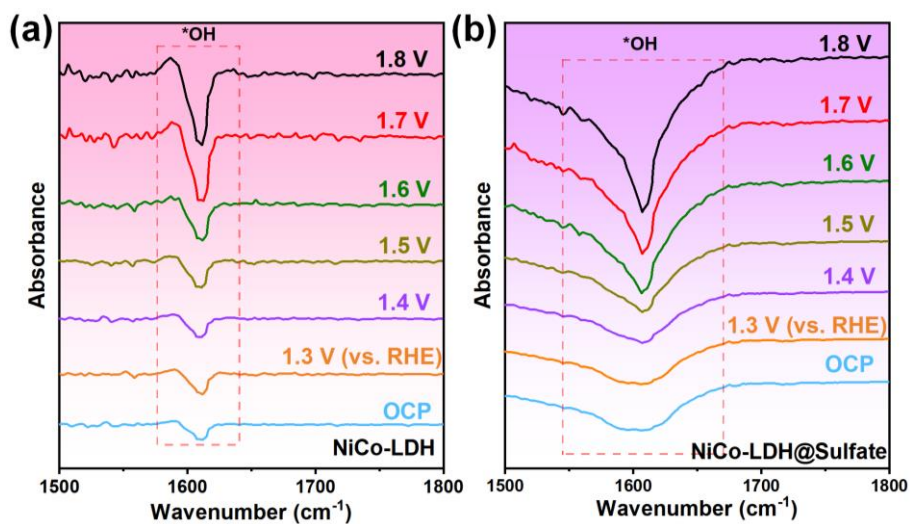 (a)
*OH
1.8 V
1.7 V
1.6 V
1.5 V
1.4 V
1.3 V (vs. RHE)
OCP
NiCo-LDH
Absorbance
1500 1600 1700 1800
Wavenumber (cm⁻¹)
(b)
*OH
1.8 V
1.7 V
1.6 V
1.5 V
1.4 V
1.3 V (vs. RHE)
OCP
NiCo-LDH@Sulfate
Absorbance
1500 1600 1700 1800
Wavenumber (cm⁻¹)